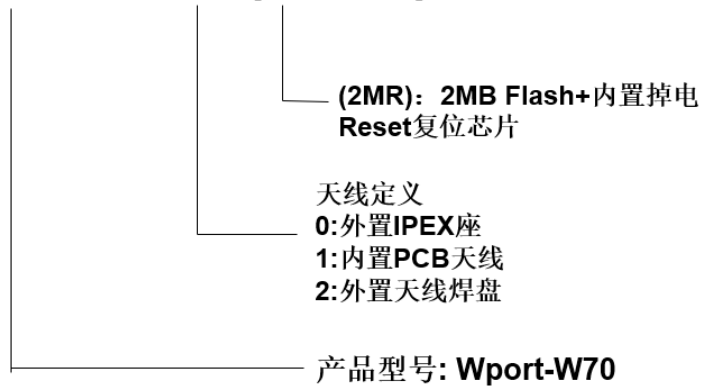 (2MR)：2MB Flash+内置掉电
Reset复位芯片
天线定义
0:外置IPEX座
1:内置PCB天线
2:外置天线焊盘
产品型号: Wport-W70